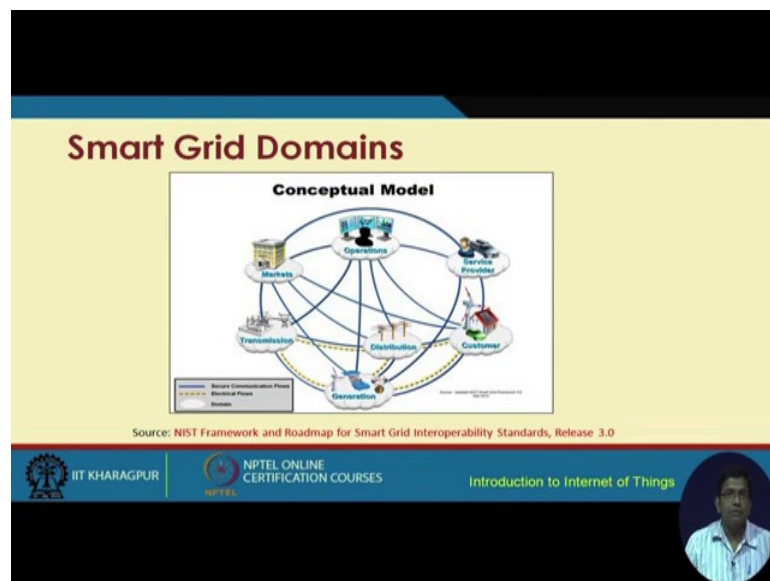 Smart Grid Domains
Conceptual Model
Operations
Markets
Service
Provider
Transmission
Distribution
Customer
Generation
Secure Communication Flows
Electrical Flows
Domain
Source: NIST Framework and Roadmap for Smart Grid Interoperability Standards, Release 3.0
IIT KHARAGPUR
NPTEL
NPTEL ONLINE
CERTIFICATION COURSES
Introduction to Internet of Things